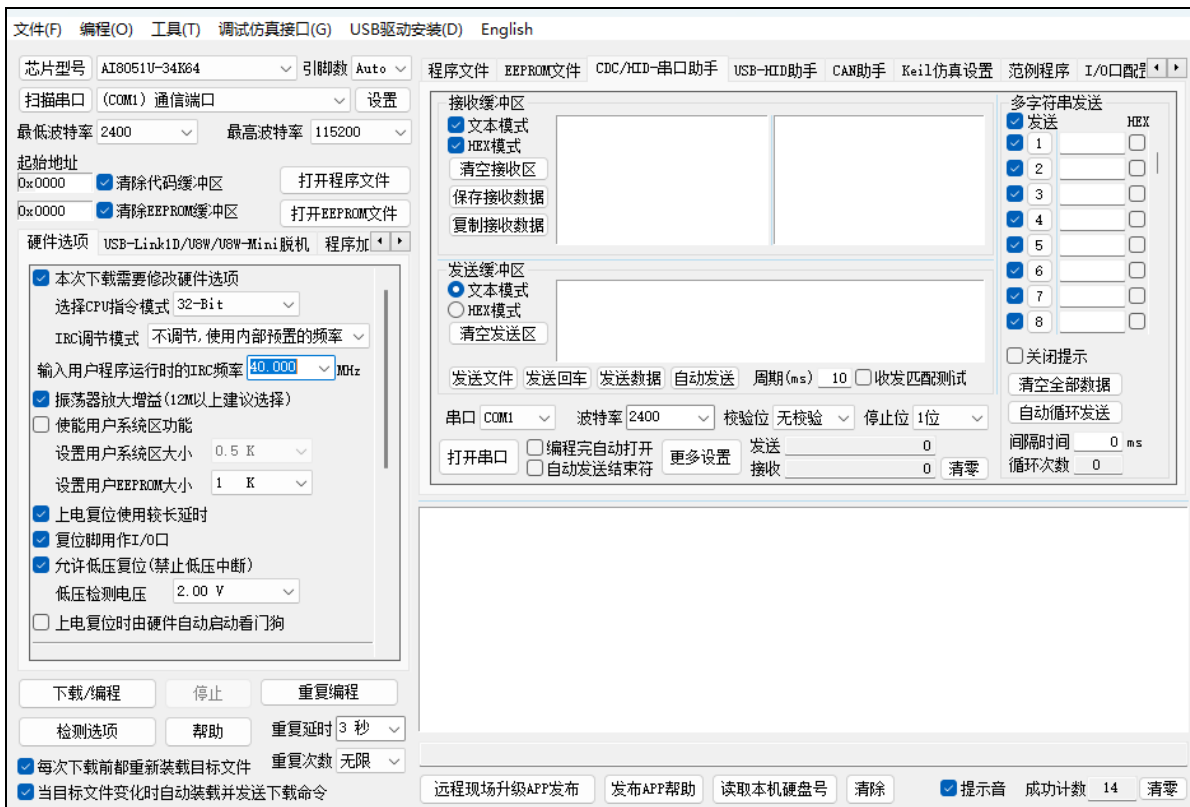 文件(F) 编程(O) 工具(T) 调试仿真接口(G) USB驱动安装(D) English
芯片型号 AI8051U-34K64 引脚数 Auto
扫描串口 (COM1) 通信端口 设置
最低波特率 2400 最高波特率 115200
起始地址
0x0000 清除代码缓冲区 打开程序文件
0x0000 清除EEPROM缓冲区 打开EEPROM文件
硬件选项 USB-Link1D/U8W/U8W-Mini脱机 程序加
本次下载需要修改硬件选项
选择CPU指令模式 32-Bit
IRC调节模式 不调节,使用内部预置的频率
输入用户程序运行时的IRC频率 40.000 MHz
振荡器放大增益(12M以上建议选择)
使能用户系统区功能
设置用户系统区大小 0.5 K
设置用户EEPROM大小 1 K
上电复位使用较长延时
复位脚用作I/O口
允许低压复位(禁止低压中断)
低压检测电压 2.00 V
上电复位时由硬件自动启动看门狗
下载/编程 停止 重复编程
检测选项 帮助 重复延时 3 秒
每次下载前都重新装载目标文件 重复次数 无限
当目标文件变化时自动装载并发送下载命令
程序文件 EEPROM文件 CDC/HID-串口助手 USB-HID助手 CAN助手 Keil仿真设置 范例程序 I/O口配
接收缓冲区
文本模式
HEX模式
清空接收区
保存接收数据
复制接收数据
发送缓冲区
文本模式
HEX模式
清空发送区
发送文件 发送回车 发送数据 自动发送 周期(ms) 10 收发匹配测试
串口 COM1 波特率 2400 校验位 无校验 停止位 1位
打开串口 编程完自动打开 更多设置 发送 0
自动发送结束符 接收 0 清零
多字符串发送
发送 HEX
1
2
3
4
5
6
7
8
关闭提示
清空全部数据
自动循环发送
间隔时间 0 ms
循环次数 0
远程现场升级APP发布 发布APP帮助 读取本机硬盘号 清除 提示音 成功计数 14 清零